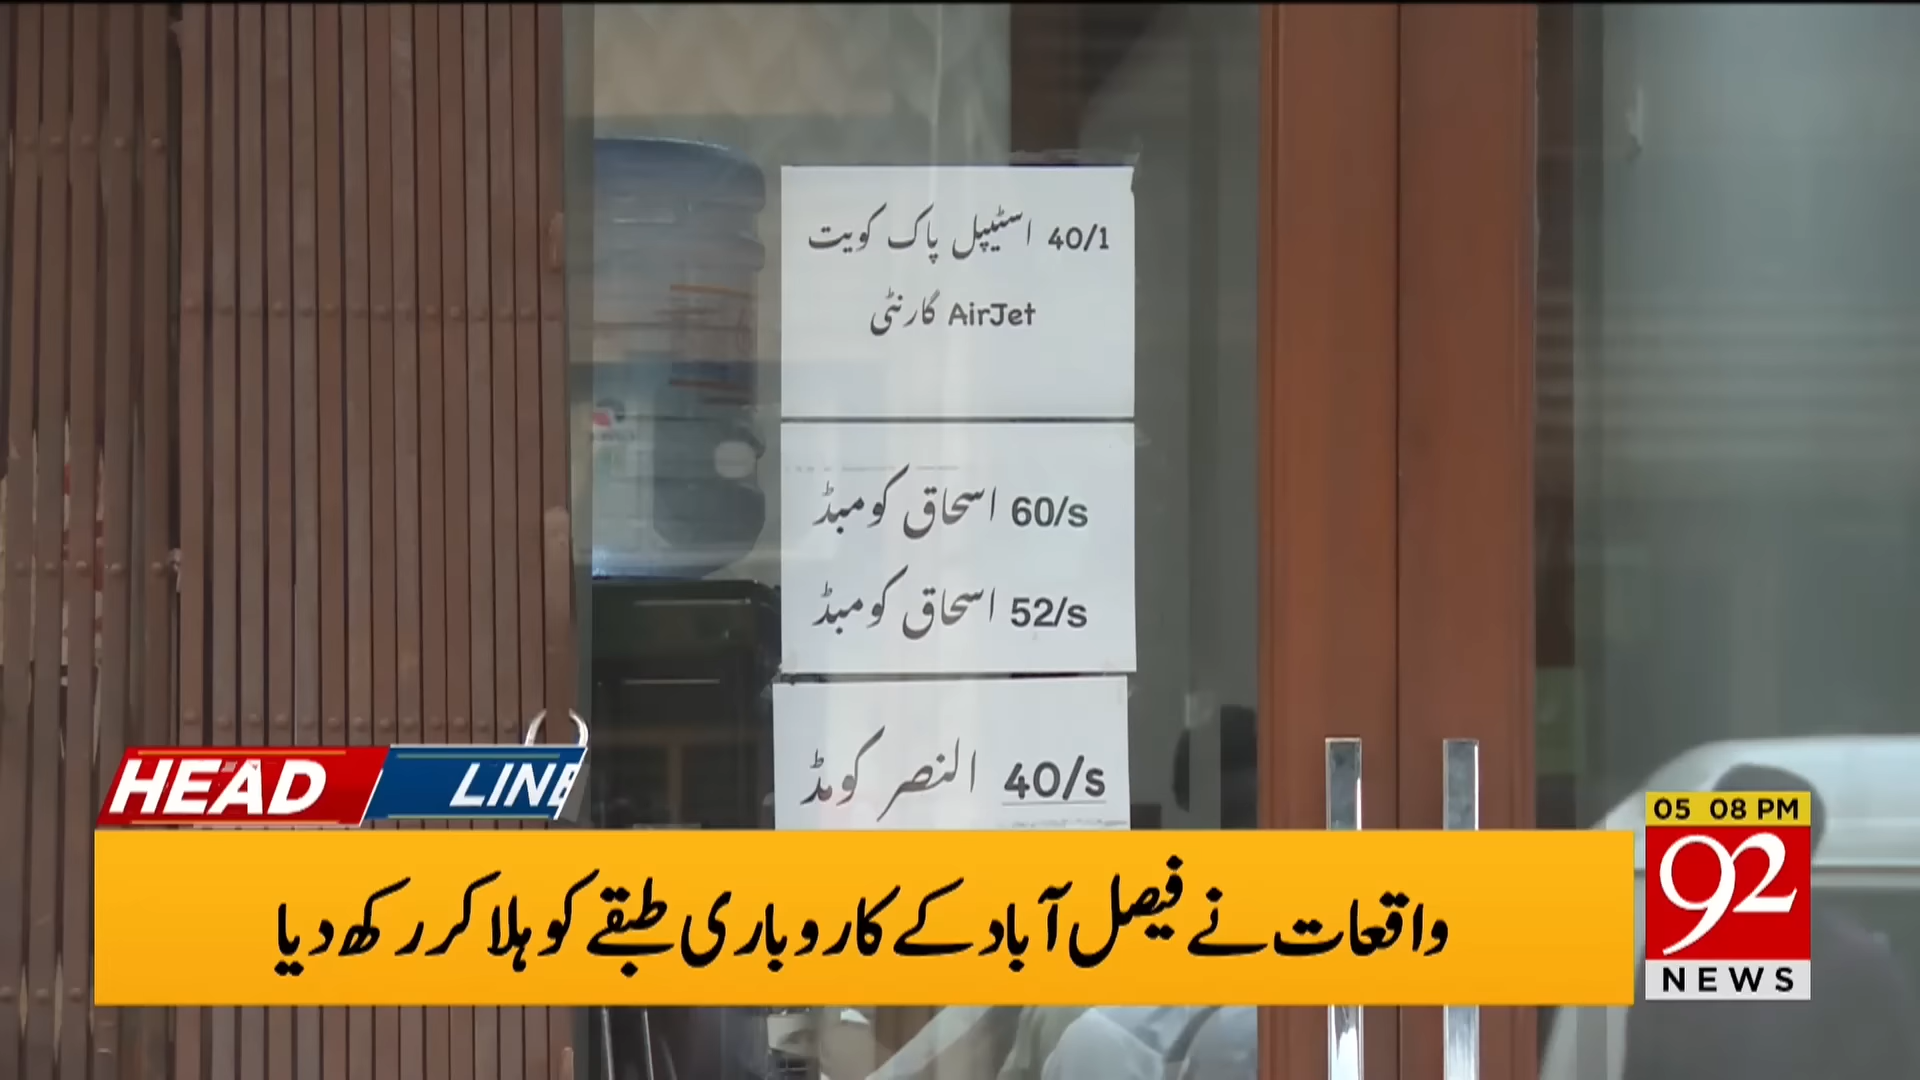 40/1 اسٹیپل پاک کویت
AirJet گارنٹی
60/s اسحاق کومبڈ
52/s اسحاق کومبڈ
40/s النصر کومڈ
HEAD LINE
واقعات نے فیصل آباد کے کاروباری طبقے کو ہلا کر رکھ دیا
05 08 PM
92
NEWS